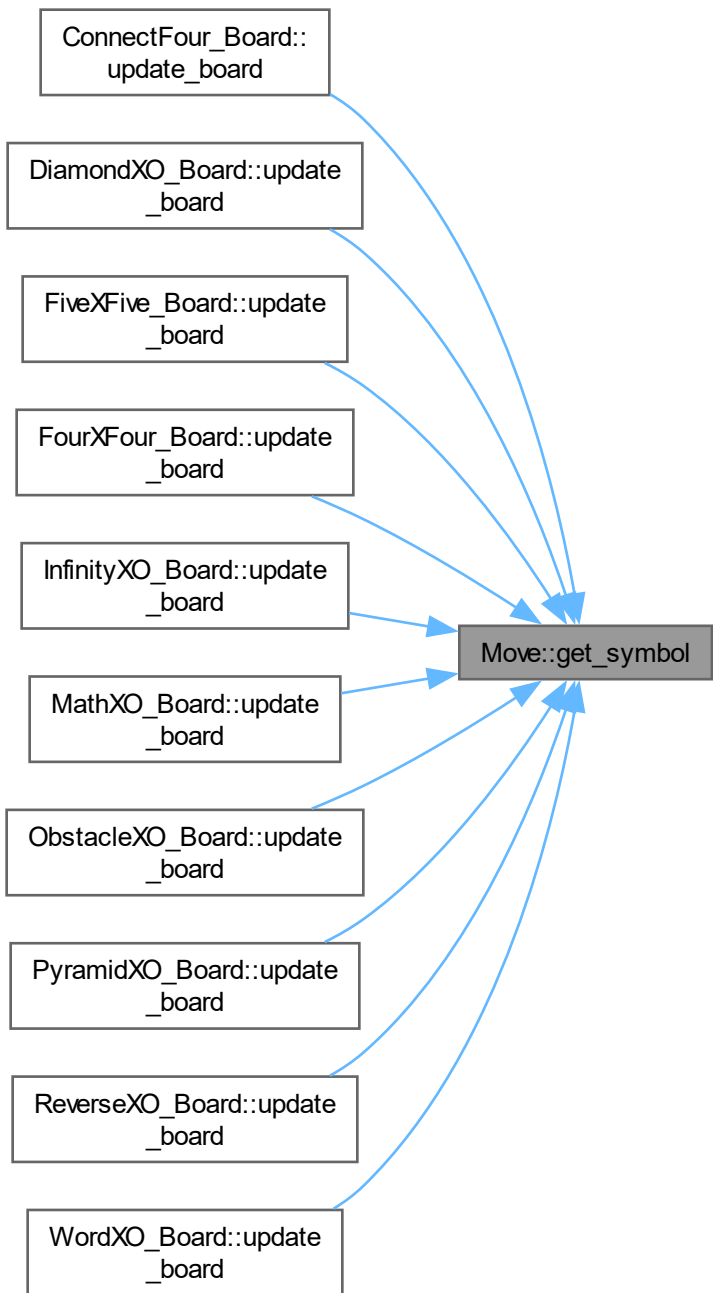 ConnectFour_Board::
update_board
DiamondXO_Board::update
_board
FiveXFive_Board::update
_board
FourXFour_Board::update
_board
InfinityXO_Board::update
_board
Move::get_symbol
MathXO_Board::update
_board
ObstacleXO_Board::update
_board
PyramidXO_Board::update
_board
ReverseXO_Board::update
_board
WordXO_Board::update
_board